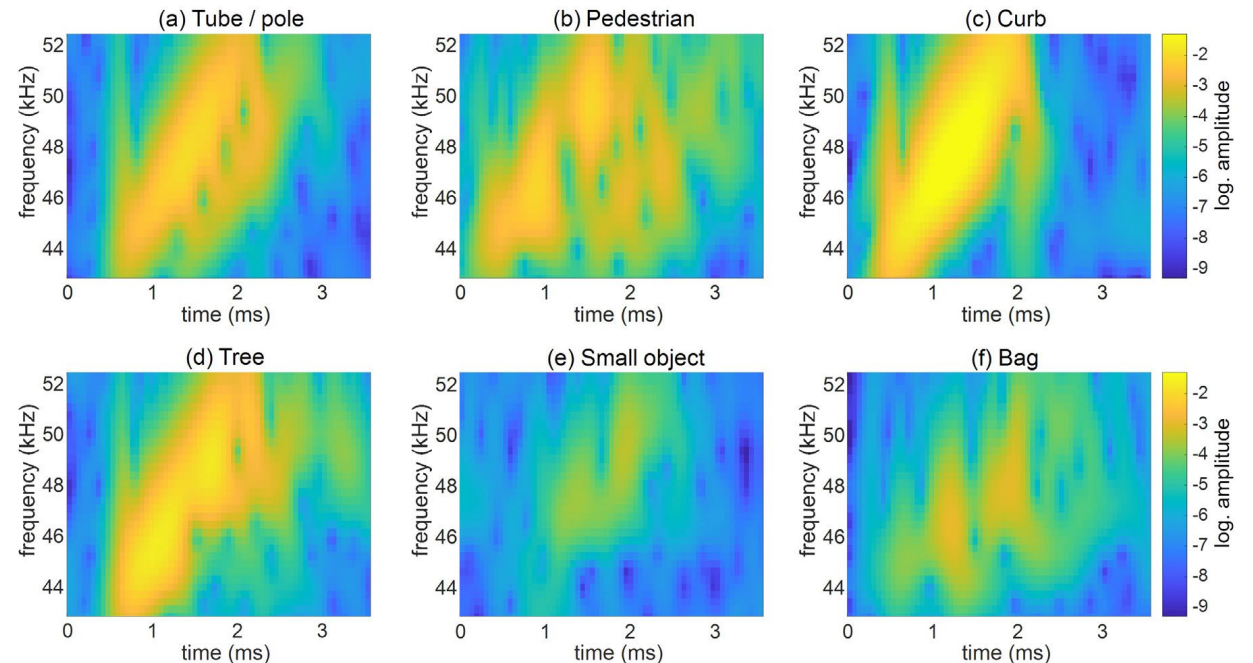 (a) Tube / pole
(b) Pedestrian
(c) Curb
frequency (kHz)
52
50
48
46
44
0 1 2 3
time (ms)
frequency (kHz)
52
50
48
46
44
0 1 2 3
time (ms)
frequency (kHz)
52
50
48
46
44
0 1 2 3
time (ms)
-2
-3
-4
-5
-6
-7
-8
-9
log. amplitude
(d) Tree
(e) Small object
(f) Bag
frequency (kHz)
52
50
48
46
44
0 1 2 3
time (ms)
frequency (kHz)
52
50
48
46
44
0 1 2 3
time (ms)
frequency (kHz)
52
50
48
46
44
0 1 2 3
time (ms)
-2
-3
-4
-5
-6
-7
-8
-9
log. amplitude